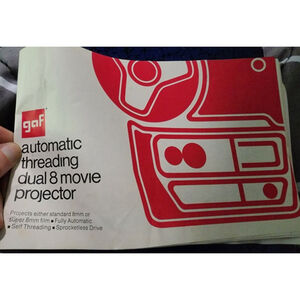 gaf
automatic
threading
dual 8 movie
projector
Projects either standard 8mm or
super 8mm film ▪ Fully Automatic
▪ Self Threading ▪ Sprocketless Drive